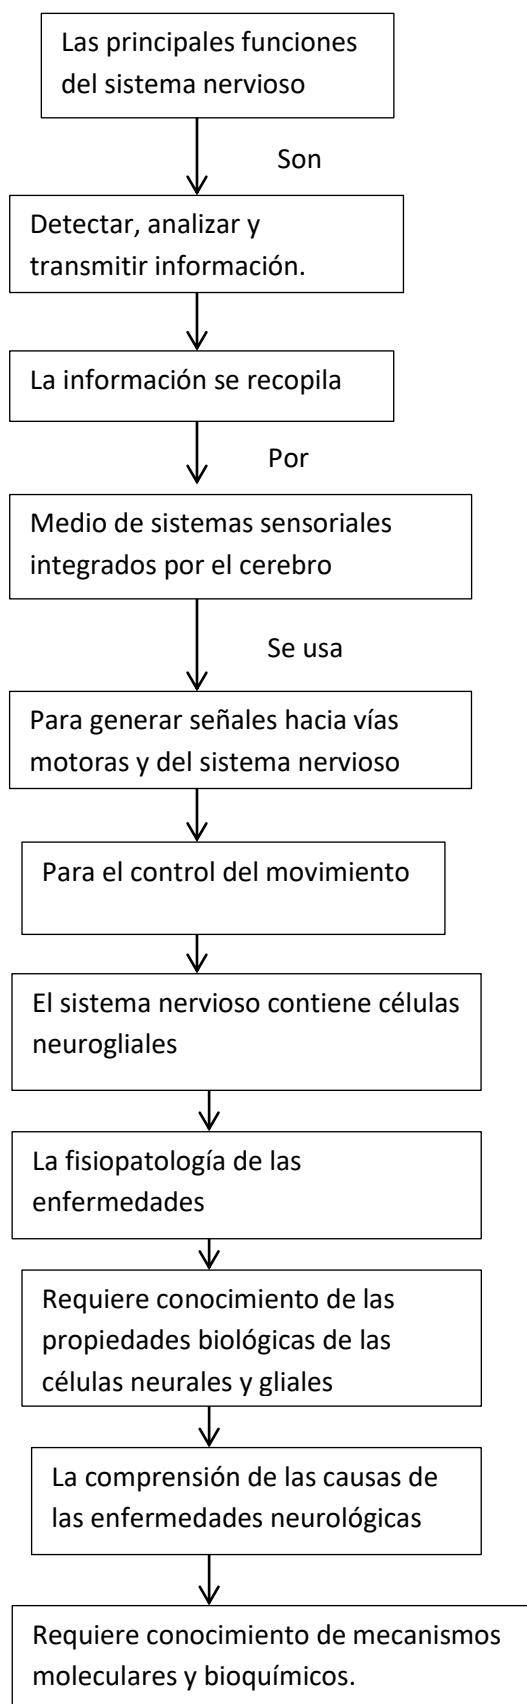 Las principales funciones
del sistema nervioso
Son
Detectar, analizar y
transmitir información.
La información se recopila
Por
Medio de sistemas sensoriales
integrados por el cerebro
Se usa
Para generar señales hacia vías
motoras y del sistema nervioso
Para el control del movimiento
El sistema nervioso contiene células
neurogliales
La fisiopatología de las
enfermedades
Requiere conocimiento de las
propiedades biológicas de las
células neurales y gliales
La comprensión de las causas de
las enfermedades neurológicas
Requiere conocimiento de mecanismos
moleculares y bioquímicos.